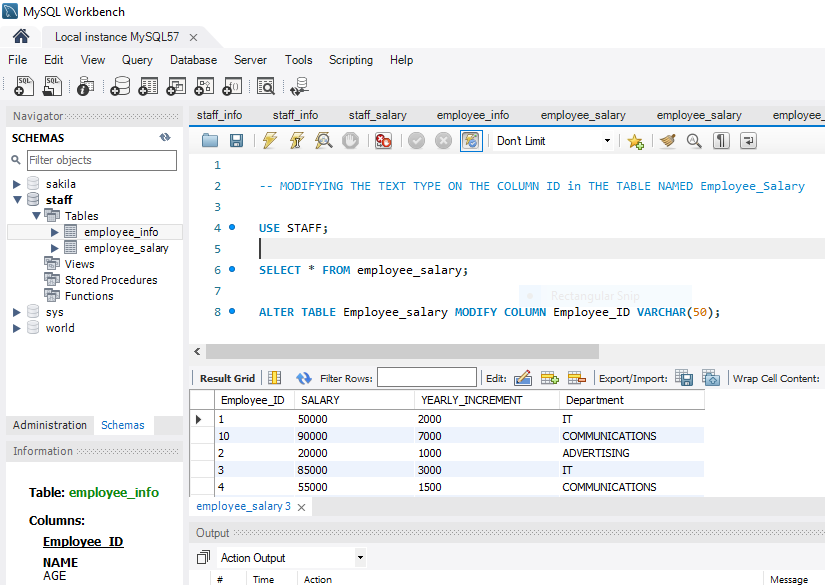 MySQL Workbench
Local instance MySQL57
File Edit View Query Database Server Tools Scripting Help
Navigator
SCHEMAS
Filter objects
sakila
staff
Tables
employee_info
employee_salary
Views
Stored Procedures
Functions
sys
world
Administration Schemas
Information
Table: employee_info
Columns:
Employee_ID
NAME
AGE
staff_info staff_info staff_salary employee_info employee_salary employee_salary employee_
Don't Limit
1
2 -- MODIFYING THE TEXT TYPE ON THE COLUMN ID in THE TABLE NAMED Employee_Salary
3
4 USE STAFF;
5
6 SELECT * FROM employee_salary;
7
Rectangular Snip
8 ALTER TABLE Employee_salary MODIFY COLUMN Employee_ID VARCHAR(50);
Result Grid Filter Rows: Edit: Export/Import: Wrap Cell Content:
Employee_ID SALARY YEARLY_INCREMENT Department
1 50000 2000 IT
10 90000 7000 COMMUNICATIONS
2 20000 1000 ADVERTISING
3 85000 3000 IT
4 55000 1500 COMMUNICATIONS
employee_salary 3
Output
Action Output
# Time Action Message